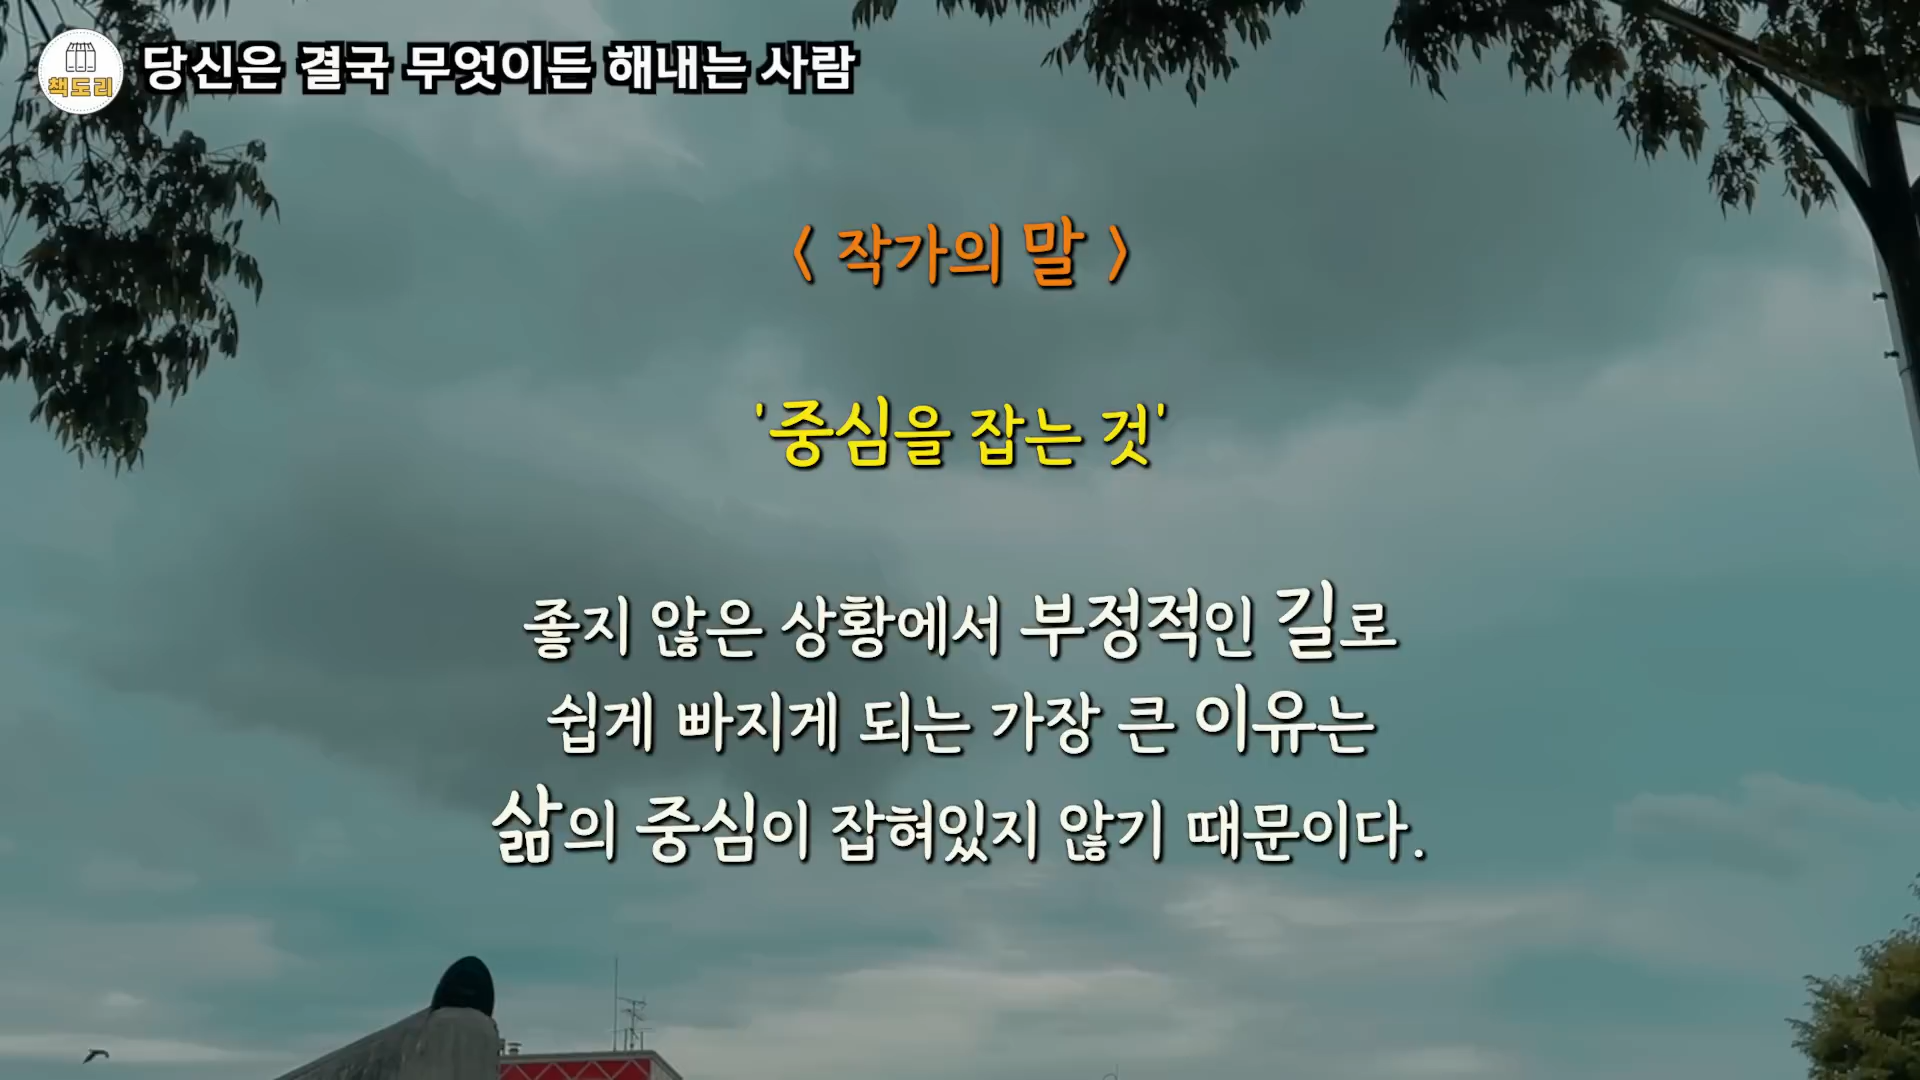 책도리
당신은 결국 무엇이든 해내는 사람
< 작가의 말 >
'중심을 잡는 것'
좋지 않은 상황에서 부정적인 길로
쉽게 빠지게 되는 가장 큰 이유는
삶의 중심이 잡혀있지 않기 때문이다.